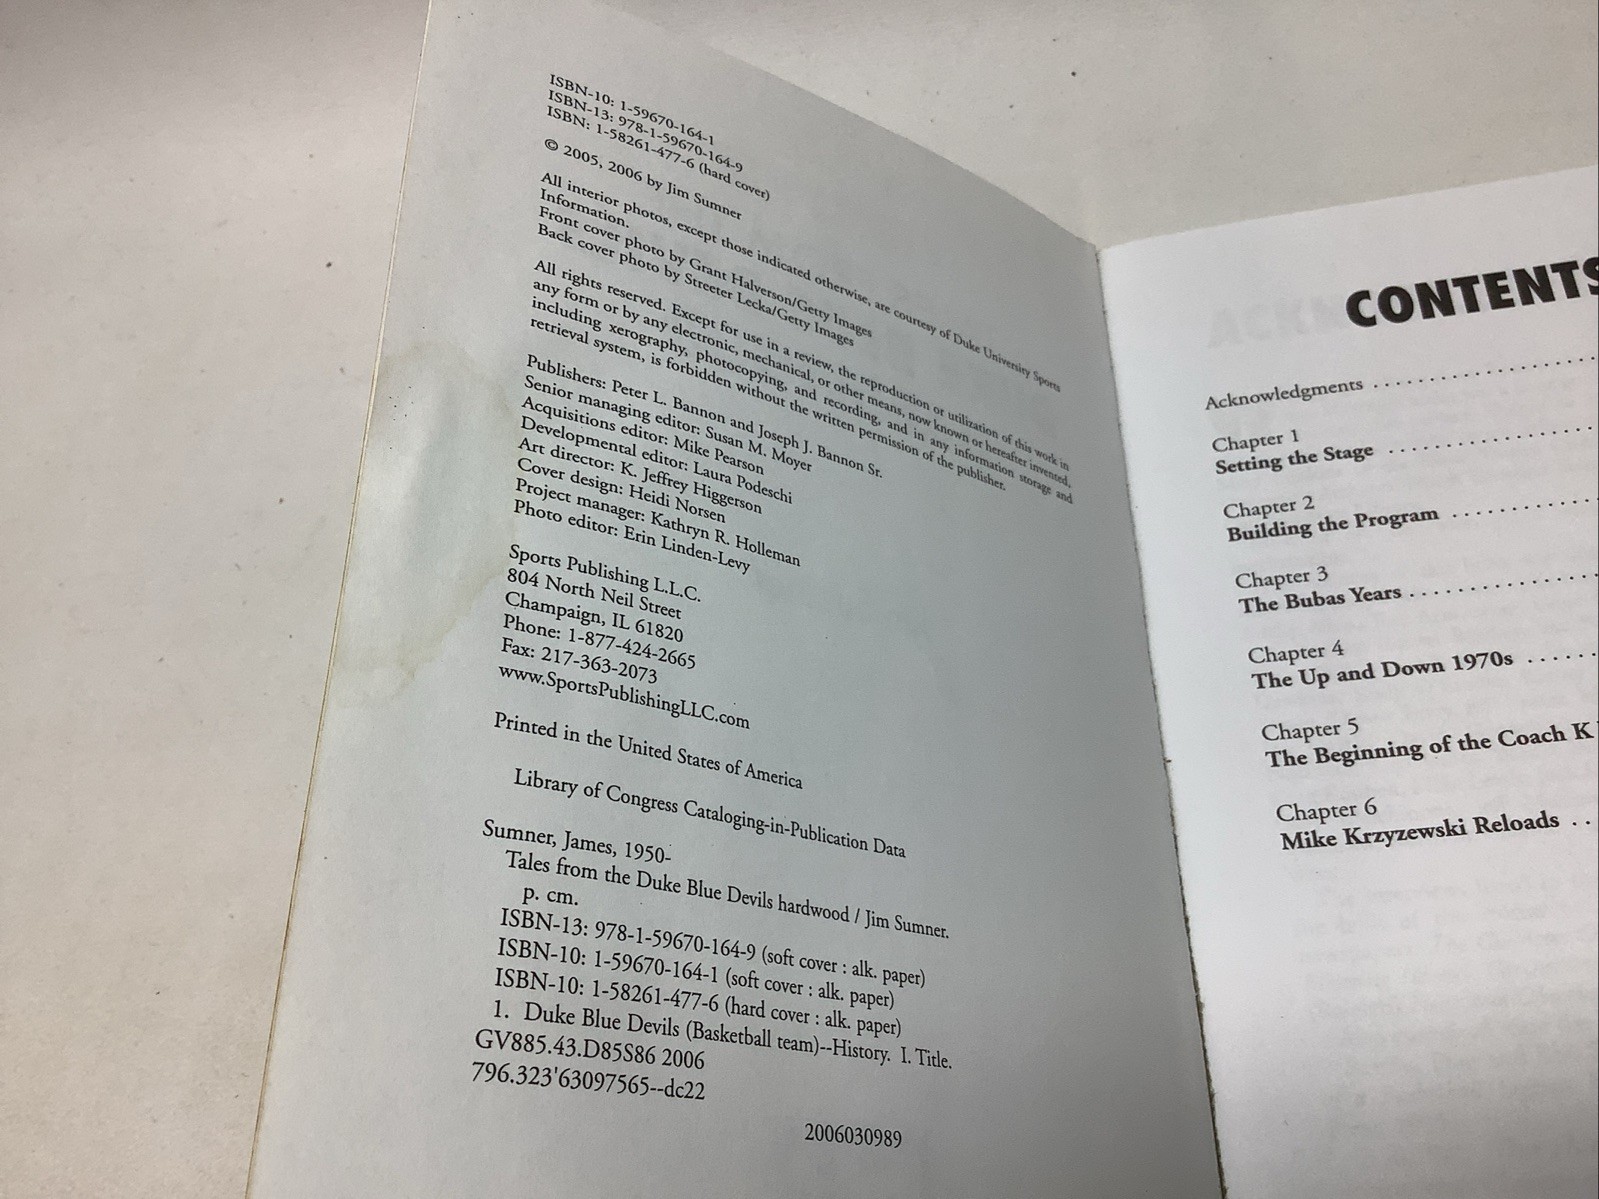 ISBN-10: 1-59670-164-1
ISBN-13: 978-1-59670-164-9
ISBN: 1-58261-477-6 (hard cover)
© 2005, 2006 by Jim Sumner
All interior photos, except those indicated otherwise, are courtesy of Duke University Sports
Information.
Front cover photo by Grant Halverson/Getty Images
Back cover photo by Streeter Lecka/Getty Images
All rights reserved. Except for use in a review, the reproduction or utilization of this work in
any form or by any electronic, mechanical, or other means, now known or hereafter invented,
including xerography, photocopying, and recording, and in any information storage and
retrieval system, is forbidden without the written permission of the publisher.
Publishers: Peter L. Bannon and Joseph J. Bannon Sr.
Senior managing editor: Susan M. Moyer
Acquisitions editor: Mike Pearson
Developmental editor: Laura Podeschi
Art director: K. Jeffrey Higgerson
Cover design: Heidi Norsen
Project manager: Kathryn R. Holleman
Photo editor: Erin Linden-Levy
Sports Publishing L.L.C.
804 North Neil Street
Champaign, IL 61820
Phone: 1-877-424-2665
Fax: 217-363-2073
www.SportsPublishingLLC.com
Printed in the United States of America
Library of Congress Cataloging-in-Publication Data
Sumner, James, 1950-
Tales from the Duke Blue Devils hardwood / Jim Sumner.
p. cm.
ISBN-13: 978-1-59670-164-9 (soft cover : alk. paper)
ISBN-10: 1-59670-164-1 (soft cover : alk. paper)
ISBN-10: 1-58261-477-6 (hard cover : alk. paper)
1. Duke Blue Devils (Basketball team)--History. I. Title.
GV885.43.D85S86 2006
796.323'63097565--dc22
2006030989
CONTENTS
Acknowledgments . . . . . . . . . . . . . . . . .
Chapter 1
Setting the Stage . . . . . . . . . . . . . . . .
Chapter 2
Building the Program . . . . . . . . . . . .
Chapter 3
The Bubas Years . . . . . . . . . . . . . . .
Chapter 4
The Up and Down 1970s . . . . . .
Chapter 5
The Beginning of the Coach K
Chapter 6
Mike Krzyzewski Reloads . .